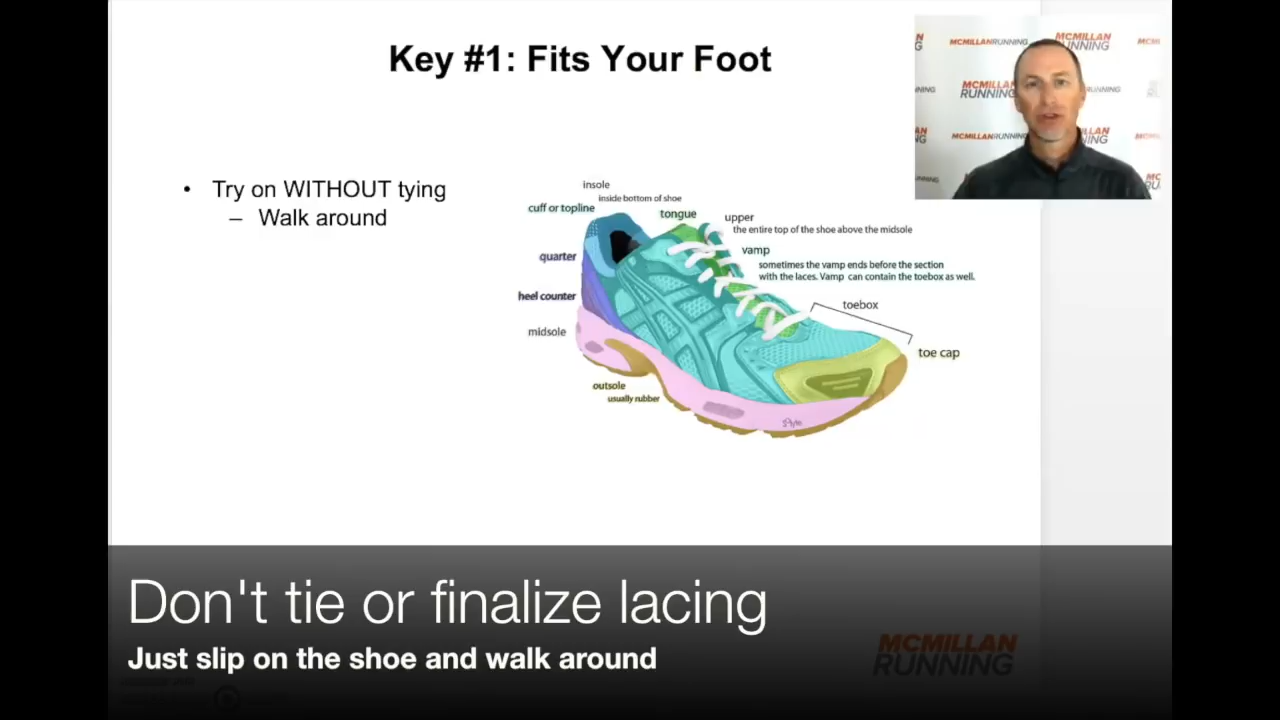 Key #1: Fits Your Foot
MCMILLANRUNNING
MCMILLAN
RUNNING
MCMILLAN
RUNNING
MCMILLANRUNNING
• Try on WITHOUT tying
– Walk around
insole
inside bottom of shoe
cuff or topline
tongue
upper
the entire top of the shoe above the midsole
vamp
sometimes the vamp ends before the section
with the laces. Vamp can contain the toebox as well.
quarter
heel counter
toebox
midsole
toe cap
outsole
usually rubber
Don't tie or finalize lacing
Just slip on the shoe and walk around
MCMILLAN
RUNNING